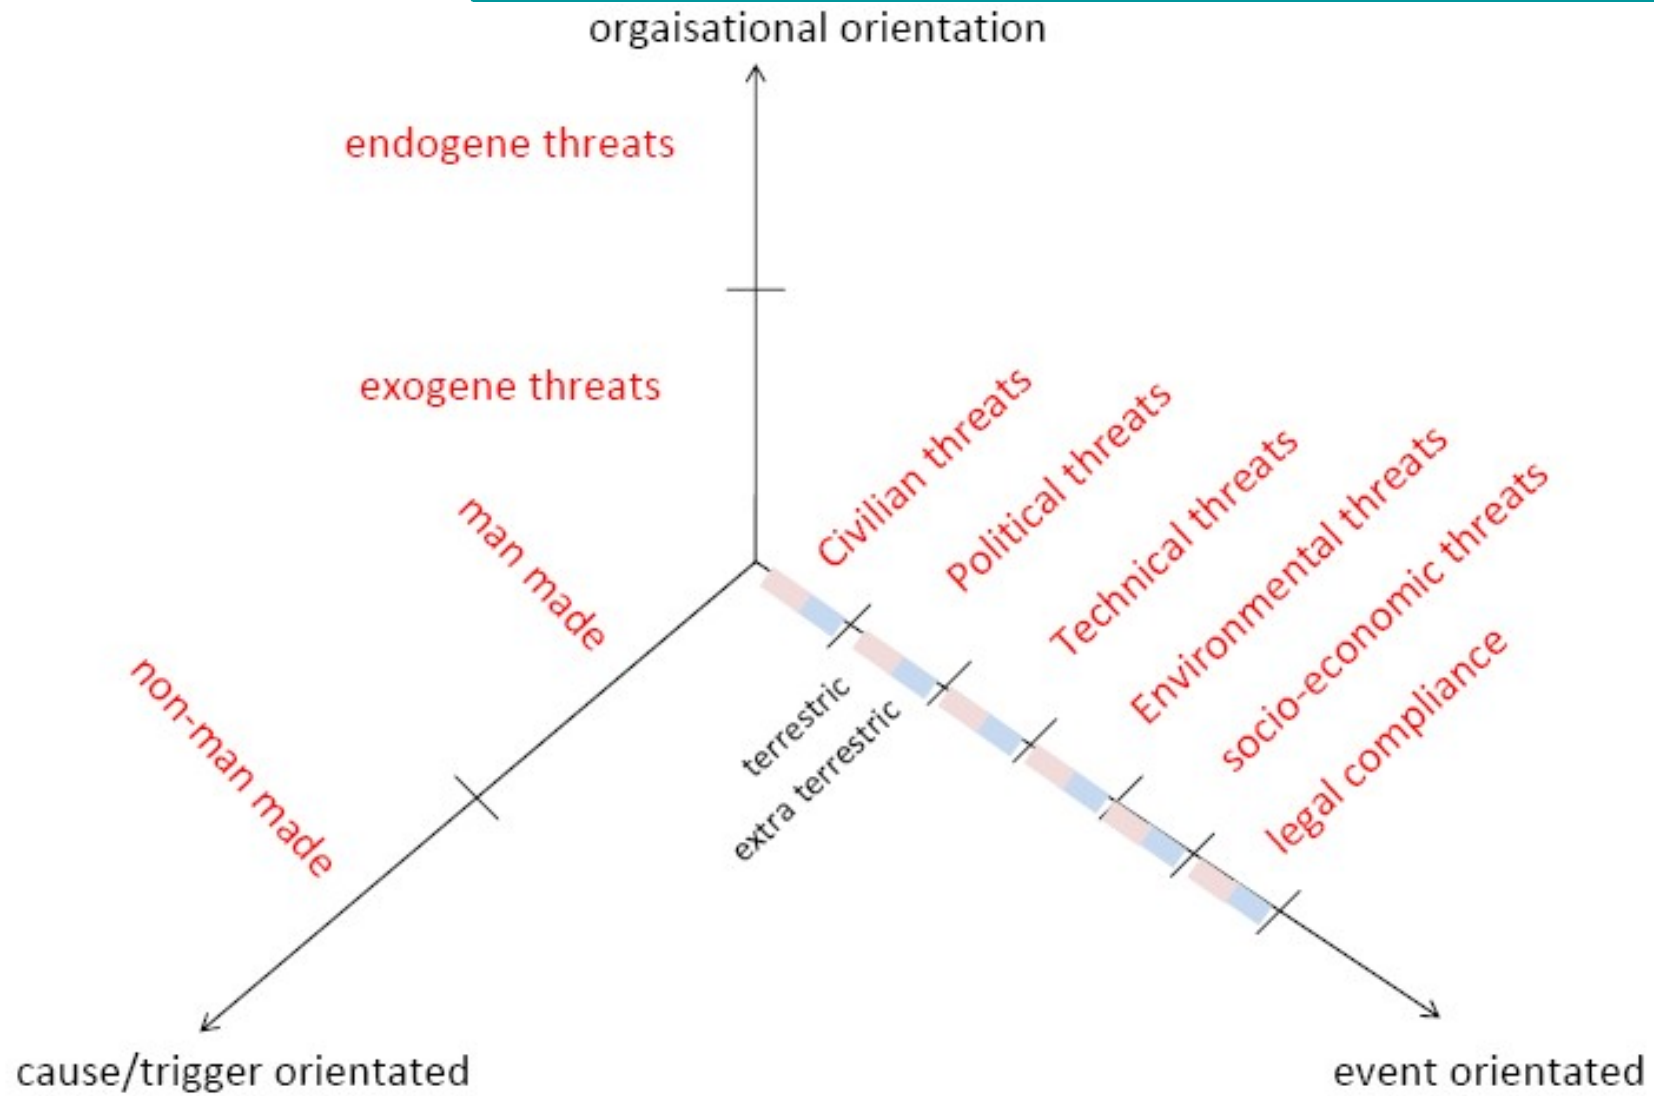 orgaisational orientation
endogene threats
exogene threats
man made
non-man made
Civilian threats
Political threats
Technical threats
Environmental threats
socio-economic threats
legal compliance
terrestric
extra terrestric
cause/trigger orientated
event orientated